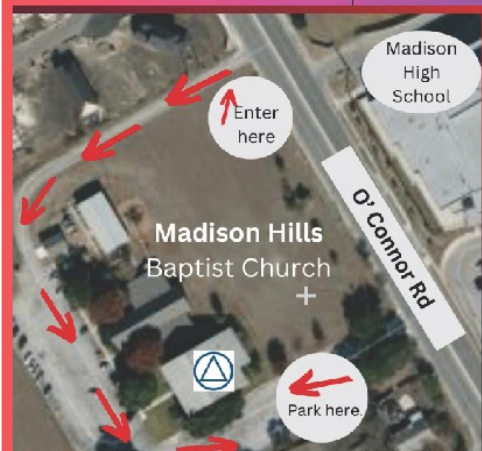 Madison
High
School
Enter
here
O' Connor Rd
Madison Hills
Baptist Church
Park here.